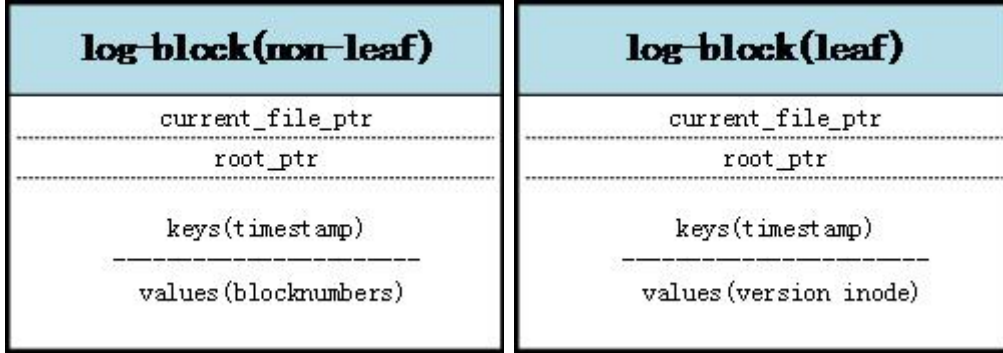 log-block(non-leaf)
current_file_ptr
root_ptr
keys(timestamp)
values(blocknumbers)
log-block(leaf)
current_file_ptr
root_ptr
keys(timestamp)
values(version inode)